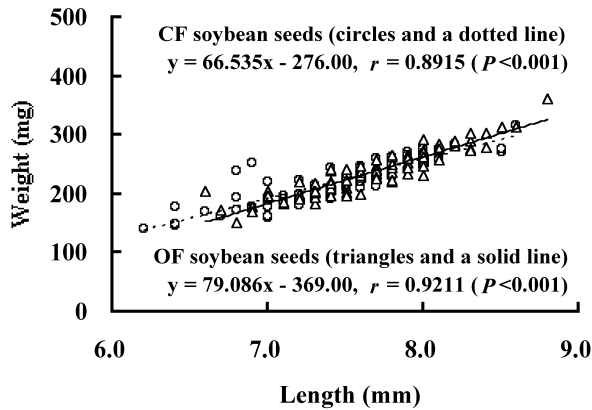 500
400
300
200
100
0
Weight (mg)
CF soybean seeds (circles and a dotted line)
y = 66.535x - 276.00, r = 0.8915 ( P <0.001)
OF soybean seeds (triangles and a solid line)
y = 79.086x - 369.00, r = 0.9211 ( P <0.001)
6.0 7.0 8.0 9.0
Length (mm)